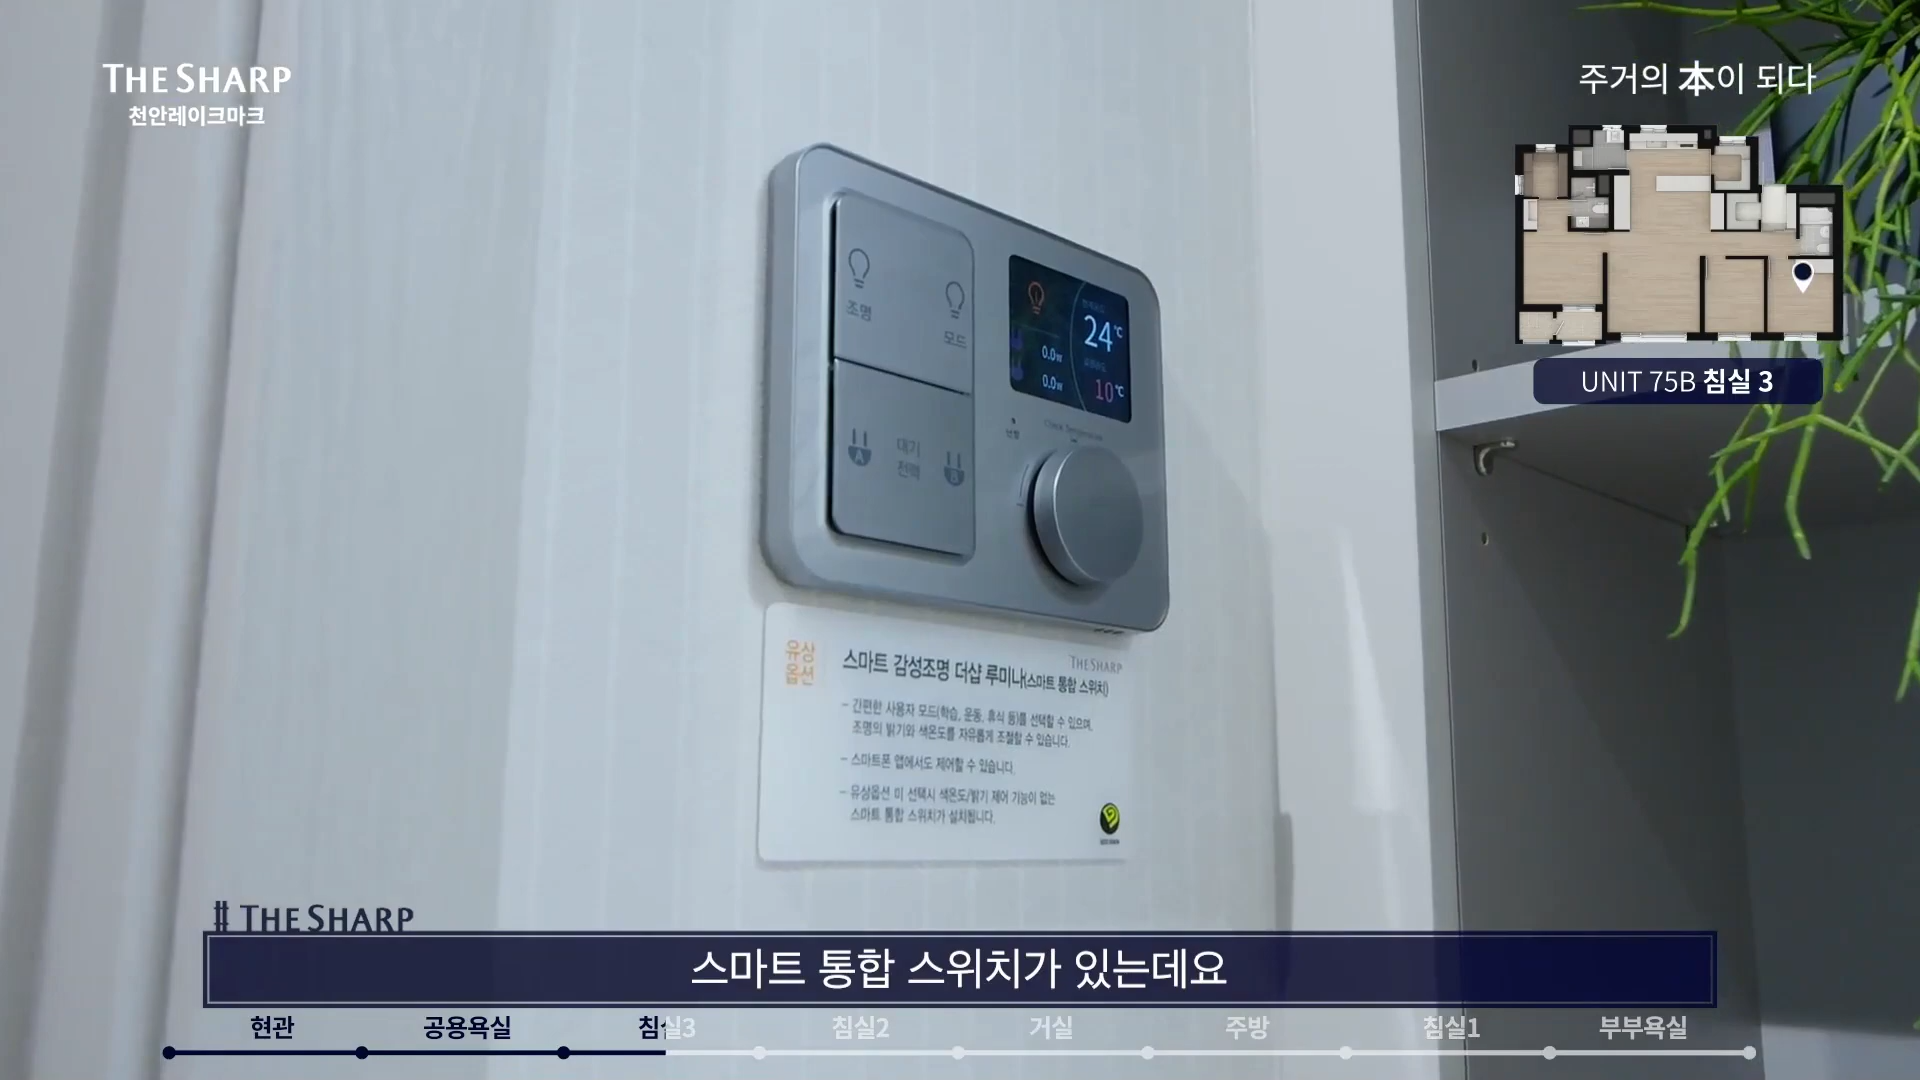 THE SHARP
천안레이크마크
주거의 本이 되다
UNIT 75B 침실 3
조명
모드
대기
전력
A
B
24℃
0.0w
0.0w
10℃
난방
유상
옵션
THE SHARP
스마트 감성조명 더샵 루미나(스마트 통합 스위치)
- 간편한 사용자 모드(학습, 운동, 휴식 등)를 선택할 수 있으며,
조명의 밝기와 색온도를 자유롭게 조절할 수 있습니다.
- 스마트폰 앱에서도 제어할 수 있습니다.
- 유상옵션 미 선택시 색온도/밝기 제어 기능이 없는
스마트 통합 스위치가 설치됩니다.
# THE SHARP
스마트 통합 스위치가 있는데요
현관
공용욕실
침실3
침실2
거실
주방
침실1
부부욕실